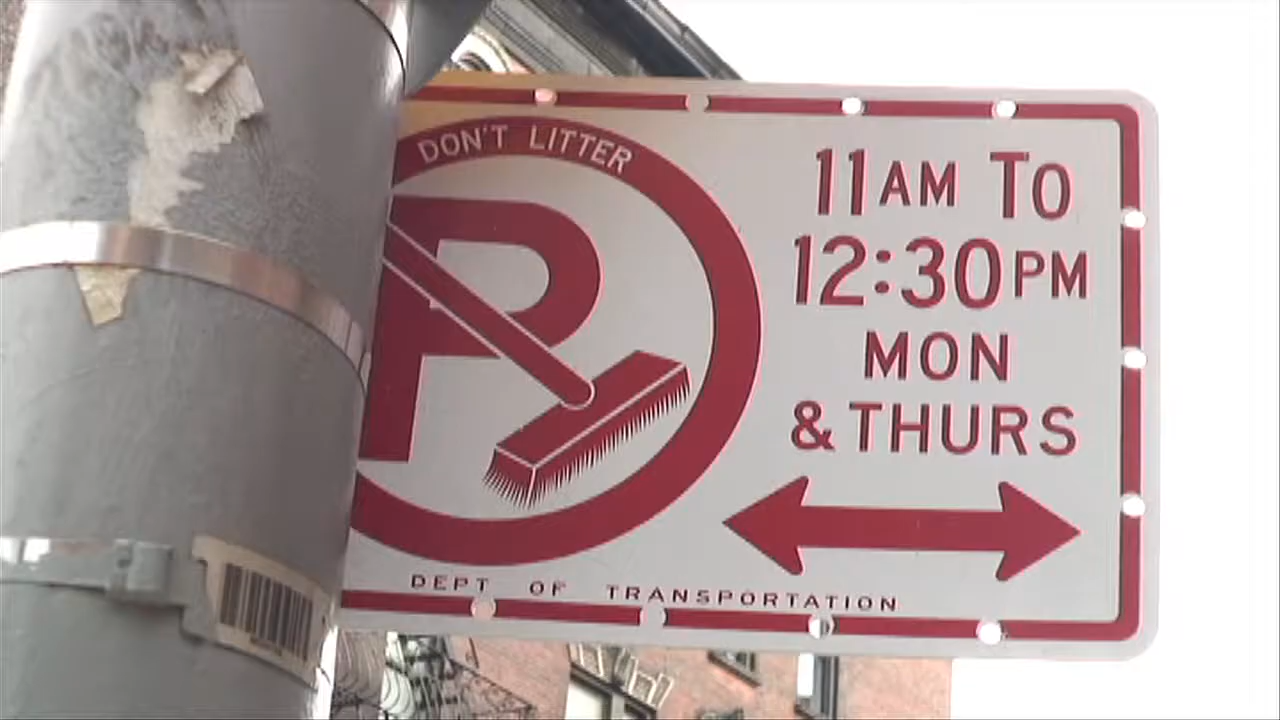 DON'T LITTER
P
11AM TO
12:30PM
MON
& THURS
DEPT OF TRANSPORTATION